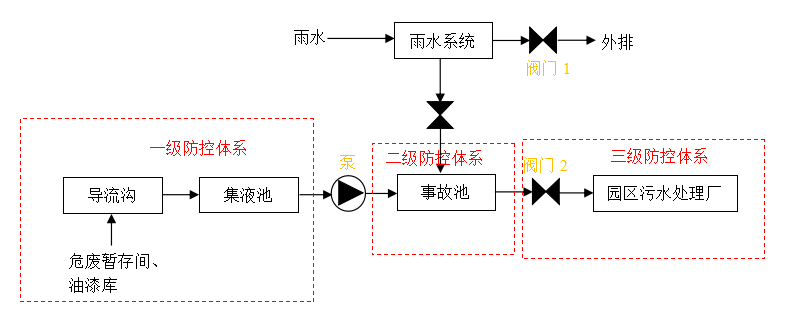 雨水
雨水系统
外排
阀门 1
一级防控体系
二级防控体系
三级防控体系
泵
阀门 2
导流沟
集液池
事故池
园区污水处理厂
危废暂存间、
油漆库